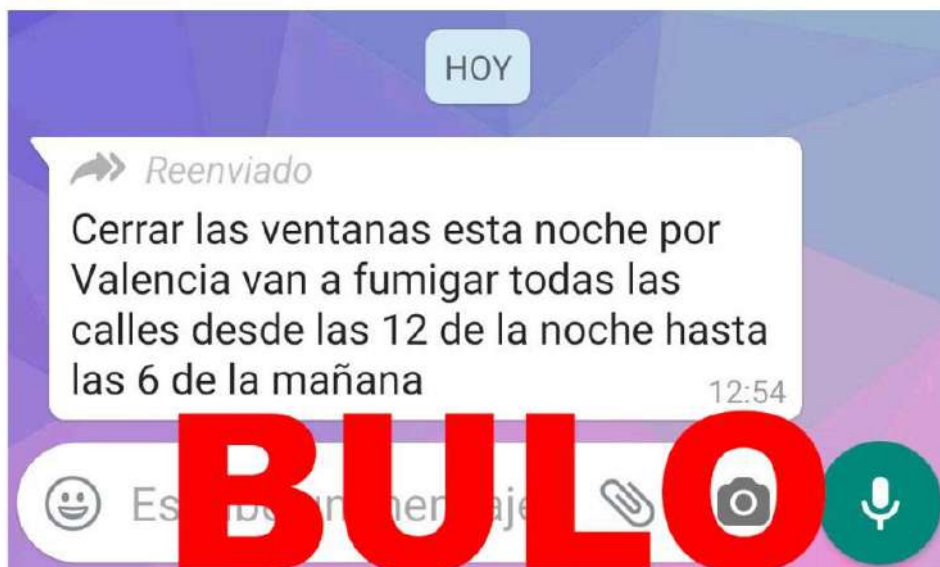 HOY
Reenviado
Cerrar las ventanas esta noche por
Valencia van a fumigar todas las
calles desde las 12 de la noche hasta
las 6 de la mañana
12:54
BULO